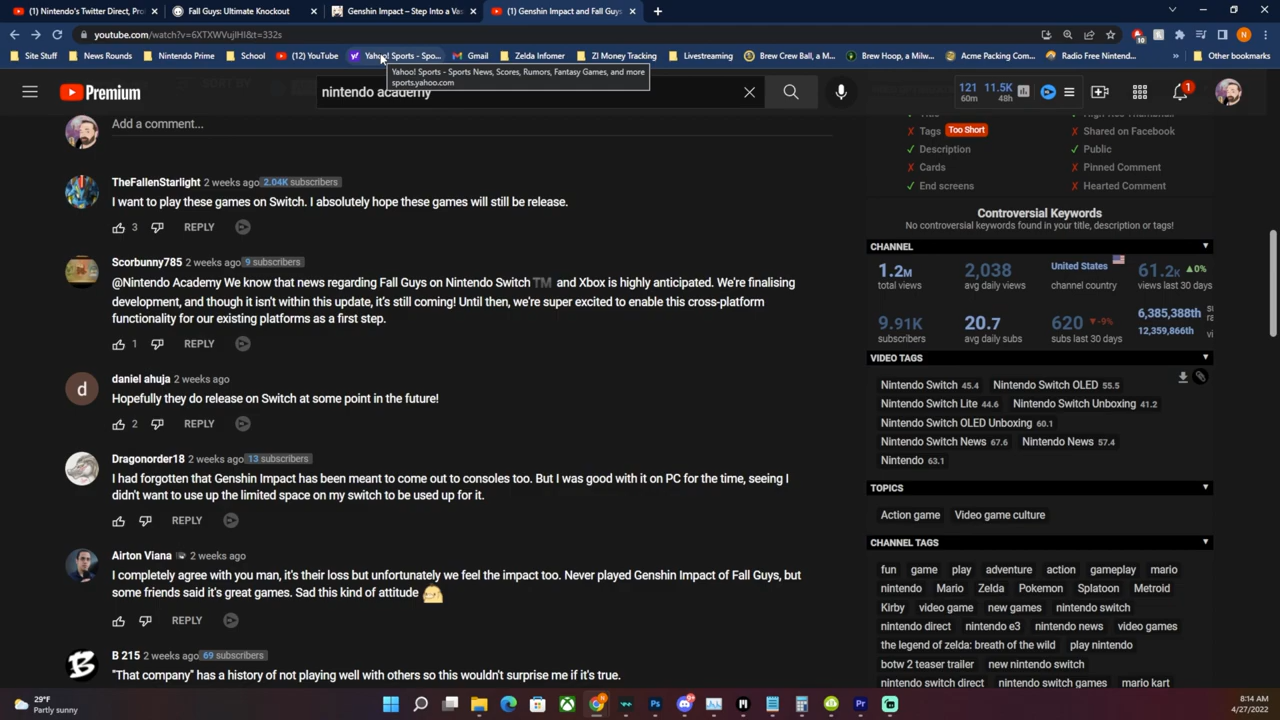 (1) Nintendo's Twitter Direct, Pro
Fall Guys: Ultimate Knockout
Genshin Impact – Step Into a Vas
(1) Genshin Impact and Fall Guys
youtube.com/watch?v=6XTXWVujIHI&t=332s
Site Stuff
News Rounds
Nintendo Prime
School
(12) YouTube
Yahoo! Sports - Spo...
Gmail
Zelda Infomer
ZI Money Tracking
Livestreaming
Brew Crew Ball, a M...
Brew Hoop, a Milw...
Acme Packing Com...
Radio Free Nintend...
Other bookmarks
Yahoo! Sports - Sports News, Scores, Rumors, Fantasy Games, and more
sports.yahoo.com
Premium
nintendo academy
121 11.5K
60m 48h
1
Add a comment...
TheFallenStarlight 2 weeks ago 2.04K subscribers
I want to play these games on Switch. I absolutely hope these games will still be release.
3 REPLY
Scorbunny785 2 weeks ago 9 subscribers
@Nintendo Academy We know that news regarding Fall Guys on Nintendo Switch™ and Xbox is highly anticipated. We're finalising
development, and though it isn't within this update, it's still coming! Until then, we're super excited to enable this cross-platform
functionality for our existing platforms as a first step.
1 REPLY
daniel ahuja 2 weeks ago
d
Hopefully they do release on Switch at some point in the future!
2 REPLY
Dragonorder18 2 weeks ago 13 subscribers
I had forgotten that Genshin Impact has been meant to come out to consoles too. But I was good with it on PC for the time, seeing I
didn't want to use up the limited space on my switch to be used up for it.
REPLY
Airton Viana 2 weeks ago
I completely agree with you man, it's their loss but unfortunately we feel the impact too. Never played Genshin Impact of Fall Guys, but
some friends said it's great games. Sad this kind of attitude
REPLY
B 215 2 weeks ago 69 subscribers
"That company" has a history of not playing well with others so this wouldn't surprise me if it's true.
Tags Too Short
Shared on Facebook
Description
Public
Cards
Pinned Comment
End screens
Hearted Comment
Controversial Keywords
No controversial keywords found in your title, description or tags!
CHANNEL
1.2M
total views
2,038
avg daily views
United States
channel country
61.2K ▲0%
views last 30 days
9.91K
subscribers
20.7
avg daily subs
620 ▼-9%
subs last 30 days
6,385,388th
12,359,866th
VIDEO TAGS
Nintendo Switch 45.4 Nintendo Switch OLED 55.5
Nintendo Switch Lite 44.6 Nintendo Switch Unboxing 41.2
Nintendo Switch OLED Unboxing 60.1
Nintendo Switch News 67.6 Nintendo News 57.4
Nintendo 63.1
TOPICS
Action game Video game culture
CHANNEL TAGS
fun game play adventure action gameplay mario
nintendo Mario Zelda Pokemon Splatoon Metroid
Kirby video game new games nintendo switch
nintendo direct nintendo e3 nintendo news video games
the legend of zelda: breath of the wild play nintendo
botw 2 teaser trailer new nintendo switch
nintendo switch direct nintendo switch games mario kart
29°F
Partly sunny
8:14 AM
4/27/2022